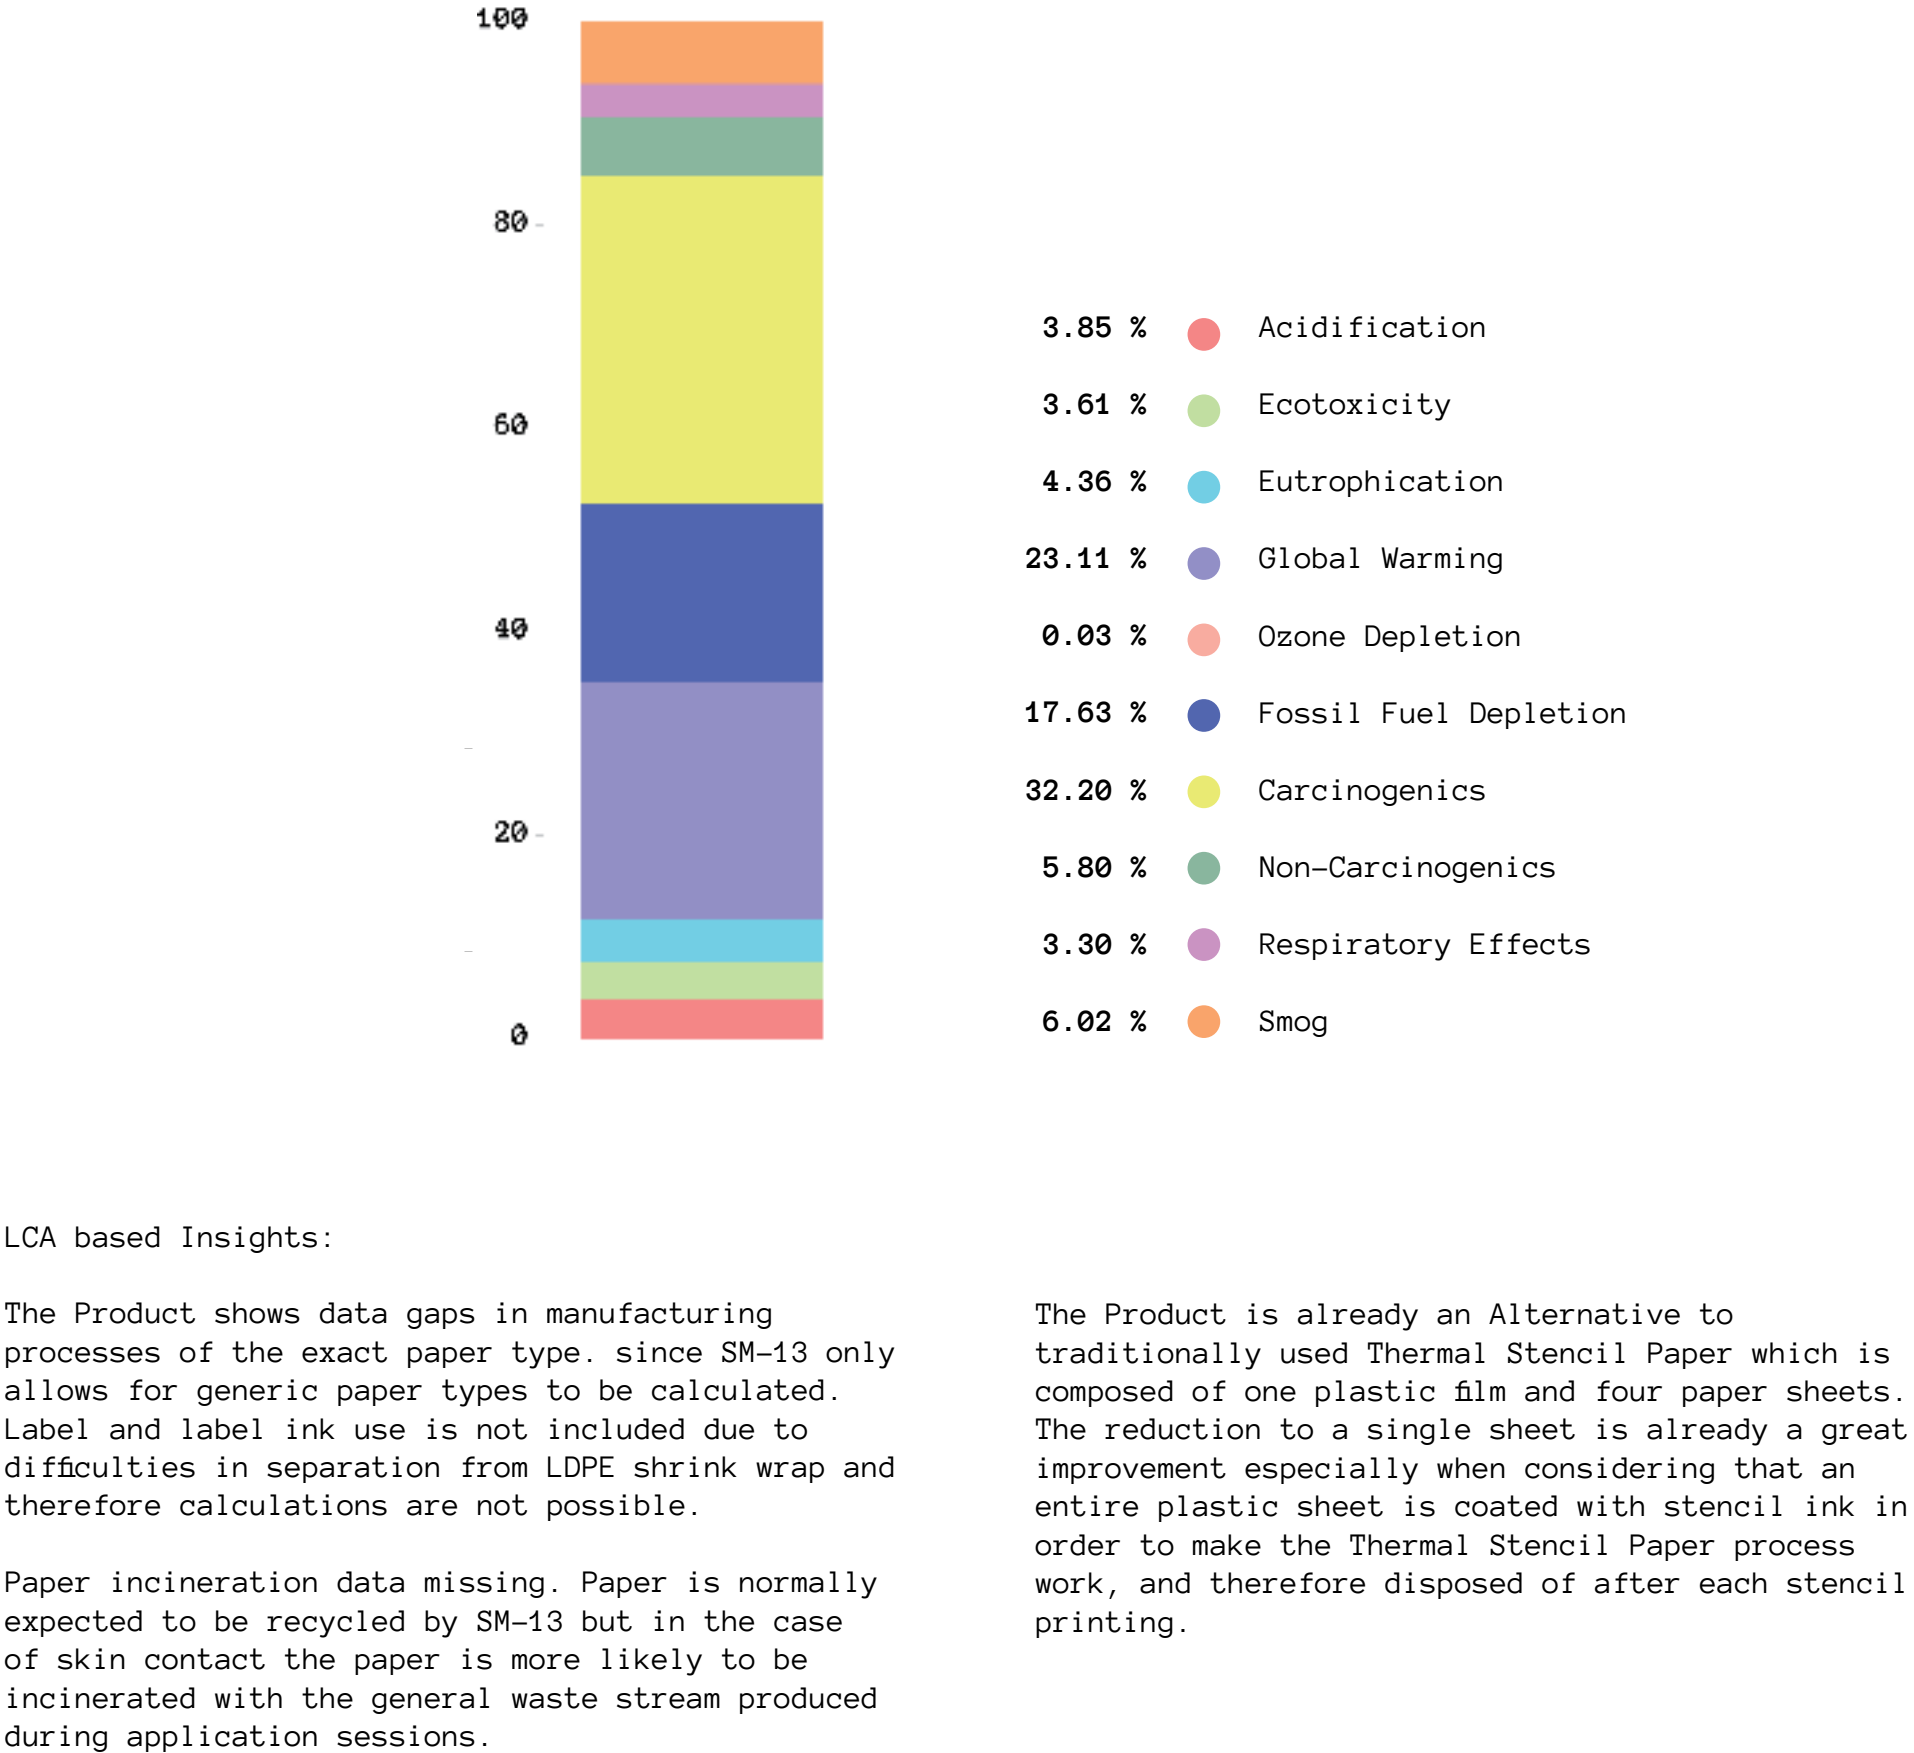 100
80
60
40
20
0
3.85 % Acidification
3.61 % Ecotoxicity
4.36 % Eutrophication
23.11 % Global Warming
0.03 % Ozone Depletion
17.63 % Fossil Fuel Depletion
32.20 % Carcinogenics
5.80 % Non-Carcinogenics
3.30 % Respiratory Effects
6.02 % Smog
LCA based Insights:
The Product shows data gaps in manufacturing
processes of the exact paper type. since SM-13 only
allows for generic paper types to be calculated.
Label and label ink use is not included due to
difficulties in separation from LDPE shrink wrap and
therefore calculations are not possible.
Paper incineration data missing. Paper is normally
expected to be recycled by SM-13 but in the case
of skin contact the paper is more likely to be
incinerated with the general waste stream produced
during application sessions.
The Product is already an Alternative to
traditionally used Thermal Stencil Paper which is
composed of one plastic film and four paper sheets.
The reduction to a single sheet is already a great
improvement especially when considering that an
entire plastic sheet is coated with stencil ink in
order to make the Thermal Stencil Paper process
work, and therefore disposed of after each stencil
printing.